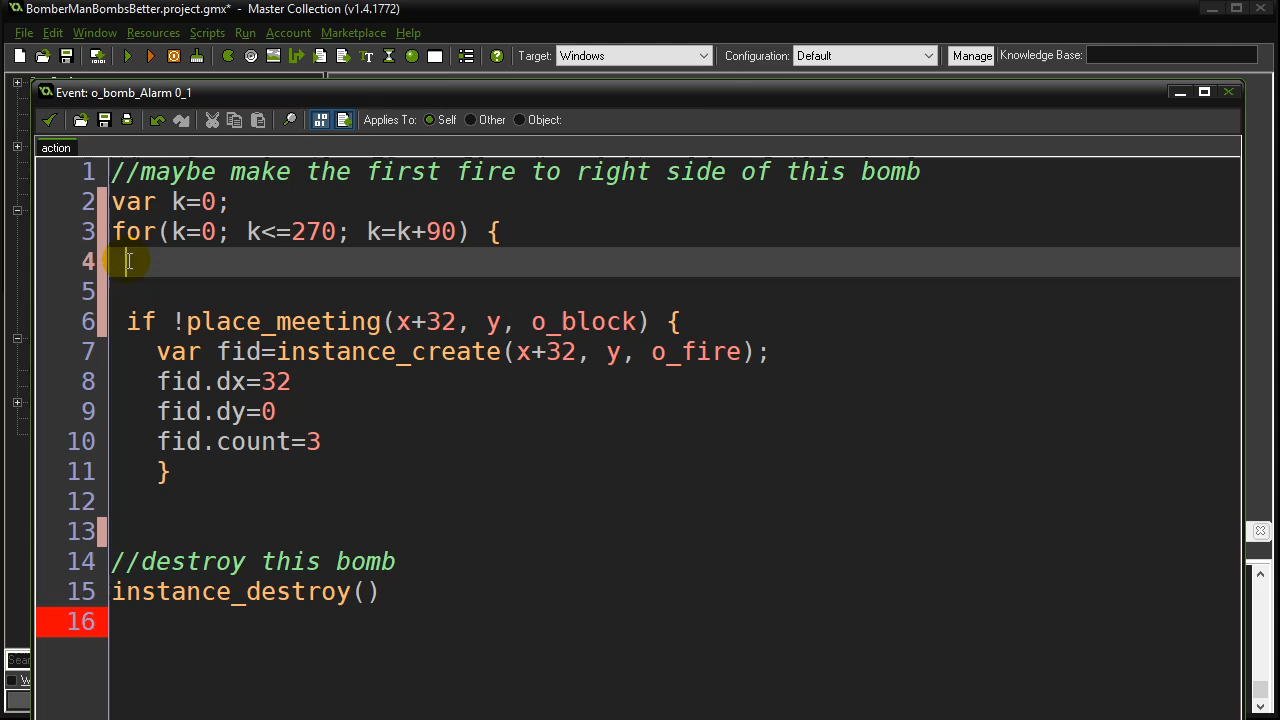 BomberManBombsBetter.project.gmx* - Master Collection (v1.4.1772)
File Edit Window Resources Scripts Run Account Marketplace Help
Target: Windows Configuration: Default Manage Knowledge Base:
Event: o_bomb_Alarm 0_1
Applies To: Self Other Object:
action
1 //maybe make the first fire to right side of this bomb
2 var k=0;
3 for(k=0; k<=270; k=k+90) {
4
5
6 if !place_meeting(x+32, y, o_block) {
7 var fid=instance_create(x+32, y, o_fire);
8 fid.dx=32
9 fid.dy=0
10 fid.count=3
11 }
12
13
14 //destroy this bomb
15 instance_destroy()
16